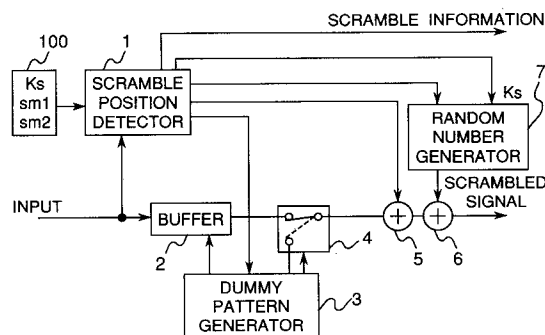 SCRAMBLE INFORMATION
100
1
7
Ks
sm1
sm2
SCRAMBLE
POSITION
DETECTOR
Ks
RANDOM
NUMBER
GENERATOR
SCRAMBLED
SIGNAL
INPUT
BUFFER
2
4
5
6
DUMMY
PATTERN
GENERATOR
3